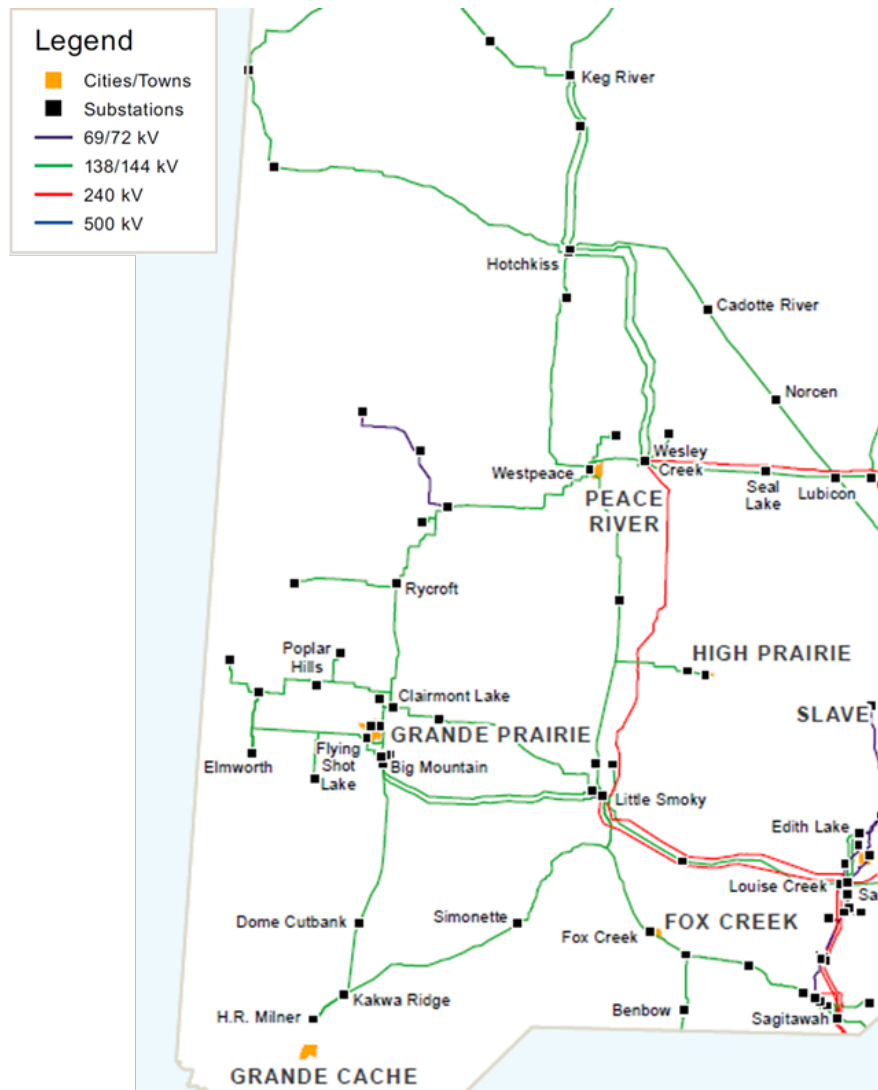 Legend
Cities/Towns
Substations
69/72 kV
138/144 kV
240 kV
500 kV
Keg River
Hotchkiss
Cadotte River
Norcen
Wesley
Creek
Westpeace
Seal
Lake
Lubicon
PEACE
RIVER
Rycroft
Poplar
Hills
HIGH PRAIRIE
Clairmont Lake
SLAVE
GRANDE PRAIRIE
Flying
Shot
Lake
Elmworth
Big Mountain
Little Smoky
Edith Lake
Louise Creek
Sa
Dome Cutbank
Simonette
FOX CREEK
Fox Creek
Kakwa Ridge
H.R. Milner
Benbow
Sagitawah
GRANDE CACHE